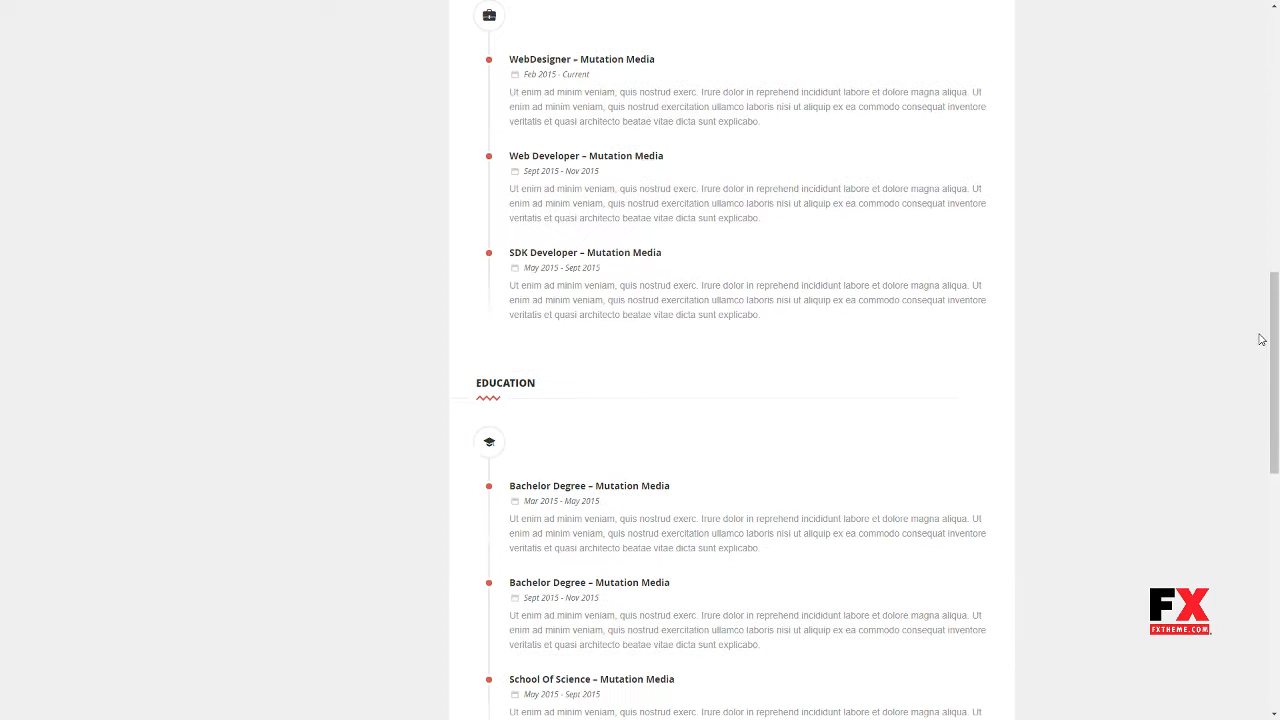 WebDesigner – Mutation Media
Feb 2015 - Current
Ut enim ad minim veniam, quis nostrud exerc. Irure dolor in reprehend incididunt labore et dolore magna aliqua. Ut
enim ad minim veniam, quis nostrud exercitation ullamco laboris nisi ut aliquip ex ea commodo consequat inventore
veritatis et quasi architecto beatae vitae dicta sunt explicabo.
Web Developer – Mutation Media
Sept 2015 - Nov 2015
Ut enim ad minim veniam, quis nostrud exerc. Irure dolor in reprehend incididunt labore et dolore magna aliqua. Ut
enim ad minim veniam, quis nostrud exercitation ullamco laboris nisi ut aliquip ex ea commodo consequat inventore
veritatis et quasi architecto beatae vitae dicta sunt explicabo.
SDK Developer – Mutation Media
May 2015 - Sept 2015
Ut enim ad minim veniam, quis nostrud exerc. Irure dolor in reprehend incididunt labore et dolore magna aliqua. Ut
enim ad minim veniam, quis nostrud exercitation ullamco laboris nisi ut aliquip ex ea commodo consequat inventore
veritatis et quasi architecto beatae vitae dicta sunt explicabo.
EDUCATION
Bachelor Degree – Mutation Media
Mar 2015 - May 2015
Ut enim ad minim veniam, quis nostrud exerc. Irure dolor in reprehend incididunt labore et dolore magna aliqua. Ut
enim ad minim veniam, quis nostrud exercitation ullamco laboris nisi ut aliquip ex ea commodo consequat inventore
veritatis et quasi architecto beatae vitae dicta sunt explicabo.
Bachelor Degree – Mutation Media
Sept 2015 - Nov 2015
Ut enim ad minim veniam, quis nostrud exerc. Irure dolor in reprehend incididunt labore et dolore magna aliqua. Ut
enim ad minim veniam, quis nostrud exercitation ullamco laboris nisi ut aliquip ex ea commodo consequat inventore
veritatis et quasi architecto beatae vitae dicta sunt explicabo.
School Of Science – Mutation Media
May 2015 - Sept 2015
Ut enim ad minim veniam, quis nostrud exerc. Irure dolor in reprehend incididunt labore et dolore magna aliqua. Ut
FX
FXTHEME.COM